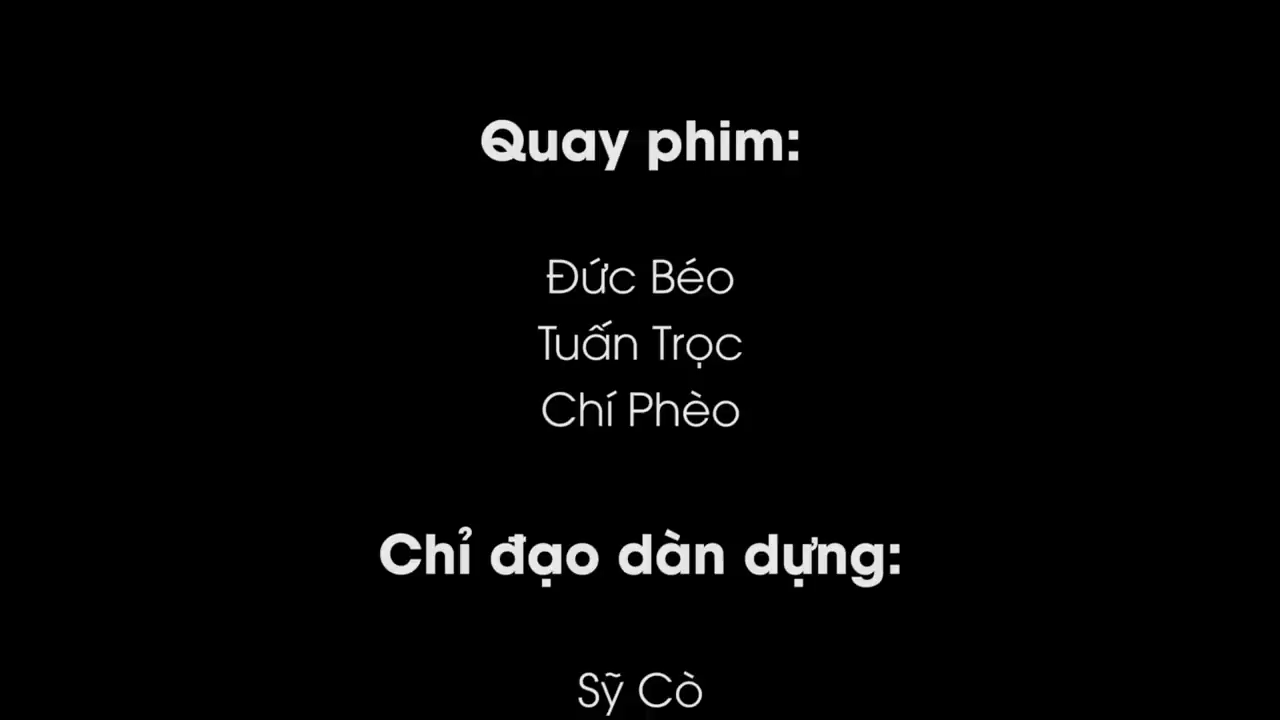 Quay phim:
Đức Béo
Tuấn Trọc
Chí Phèo
Chỉ đạo dàn dựng:
Sỹ Cò